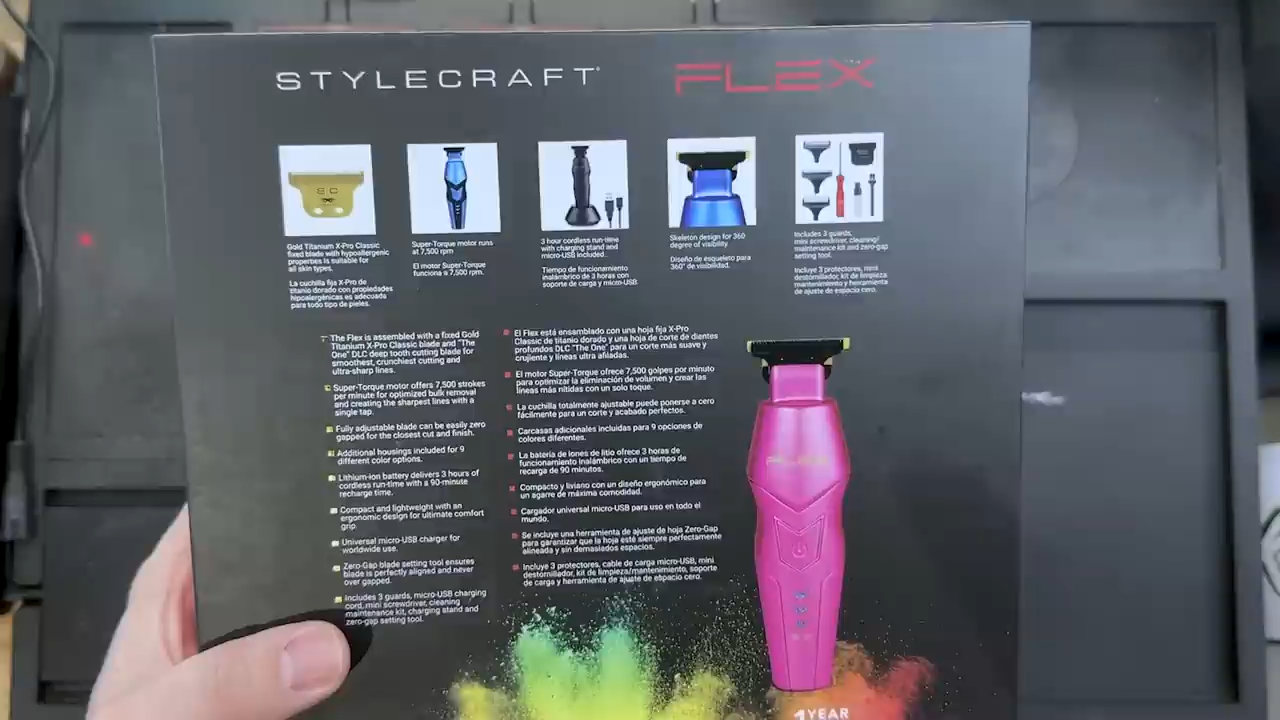 STYLECRAFT FLEX
Gold Titanium X-Pro Classic
fixed blade with hypoallergenic
properties is suitable for
all skin types.
La cuchilla fija X-Pro de
titanio dorado con propiedades
hipoalergénicas es adecuada
para todo tipo de pieles.
Super-Torque motor runs
at 7,500 rpm
El motor Super-Torque
funciona a 7,500 rpm.
3 hour cordless run-time
with charging stand and
micro-USB included.
Tiempo de funcionamiento
inalámbrico de 3 horas con
soporte de carga y micro-USB
Skeleton design for 360
degree of visibility.
Diseño de esqueleto para
360° de visibilidad.
Includes 3 guards,
mini screwdriver, cleaning/
maintenance kit and zero-gap
setting tool.
Incluye 3 protectores, mini
destornillador, kit de limpieza
mantenimiento y herramienta
de ajuste de espacio cero.
The Flex is assembled with a fixed Gold
Titanium X-Pro Classic blade and "The
One" DLC deep tooth cutting blade for
smoothest, crunchiest cutting and
ultra-sharp lines.
Super-Torque motor offers 7,500 strokes
per minute for optimized bulk removal
and creating the sharpest lines with a
single tap.
Fully adjustable blade can be easily zero
gapped for the closest cut and finish.
Additional housings included for 9
different color options.
Lithium-ion battery delivers 3 hours of
cordless run-time with a 90-minute
recharge time.
Compact and lightweight with an
ergonomic design for ultimate comfort
grip.
Universal micro-USB charger for
worldwide use.
Zero-Gap blade setting tool ensures
blade is perfectly aligned and never
over gapped.
Includes 3 guards, micro-USB charging
cord, mini screwdriver, cleaning
maintenance kit, charging stand and
zero-gap setting tool.
El Flex está ensamblado con una hoja fija X-Pro
Classic de titanio dorado y una hoja de corte de dientes
profundos DLC "The One" para un corte más suave y
crujiente y líneas ultra afiladas.
El motor Super-Torque ofrece 7,500 golpes por minuto
para optimizar la eliminación de volumen y crear las
líneas más nítidas con un solo toque.
La cuchilla totalmente ajustable puede ponerse a cero
fácilmente para un corte y acabado perfectos.
Carcasas adicionales incluidas para 9 opciones de
colores diferentes.
La batería de iones de litio ofrece 3 horas de
funcionamiento inalámbrico con un tiempo de
recarga de 90 minutos.
Compacto y liviano con un diseño ergonómico para
un agarre de máxima comodidad.
Cargador universal micro-USB para uso en todo el
mundo.
Se incluye una herramienta de ajuste de hoja Zero-Gap
para garantizar que la hoja esté siempre perfectamente
alineada y sin demasiados espacios.
Incluye 3 protectores, cable de carga micro-USB, mini
destornillador, kit de limpieza/mantenimiento, soporte
de carga y herramienta de ajuste de espacio cero.
FLEX
1 YEAR